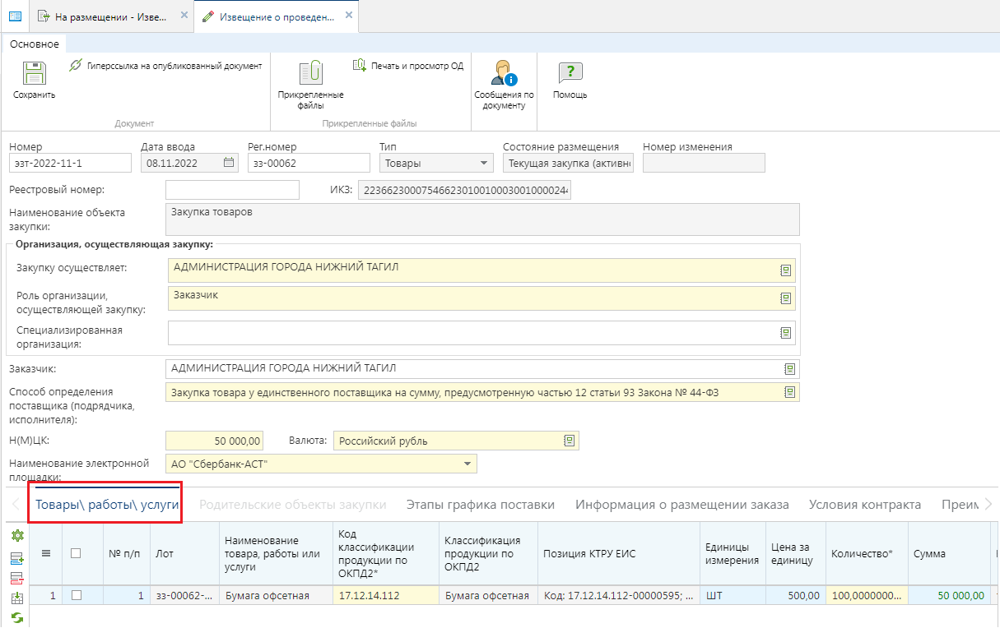 На размещении - Изве...
Извещение о проведен...
Основное
Сохранить
Гиперссылка на опубликованный документ
Документ
Прикрепленные
файлы
Печать и просмотр ОД
Прикрепленные файлы
Сообщения по
документу
Помощь
Номер
Дата ввода
Рег.номер
Тип
Состояние размещения
Номер изменения
эзт-2022-11-1
08.11.2022
зз-00062
Товары
Текущая закупка (активн
Реестровый номер:
ИКЗ:
Наименование объекта
закупки:
Закупка товаров
Организация, осуществляющая закупку:
Закупку осуществляет:
АДМИНИСТРАЦИЯ ГОРОДА НИЖНИЙ ТАГИЛ
Роль организации,
осуществляющей закупку:
Заказчик
Специализированная
организация:
Заказчик:
АДМИНИСТРАЦИЯ ГОРОДА НИЖНИЙ ТАГИЛ
Способ определения
поставщика (подрядчика,
исполнителя):
Закупка товара у единственного поставщика на сумму, предусмотренную частью 12 статьи 93 Закона № 44-ФЗ
Н(М)ЦК:
50 000,00
Валюта:
Российский рубль
Наименование электронной
площадки:
АО "Сбербанк-АСТ"
Товары\ работы\ услуги
Родительские объекты закупки
Этапы графика поставки
Информация о размещении заказа
Условия контракта
Преим
№ п/п
Лот
Наименование
товара, работы или
услуги
Код
классификации
продукции по
ОКПД2*
Классификация
продукции по
ОКПД2
Позиция КТРУ ЕИС
Единицы
измерения
Цена за
единицу
Количество*
Сумма
1
1
зз-00062-...
Бумага офсетная
17.12.14.112
Бумага офсетная
Код: 17.12.14.112-00000595; ...
ШТ
500,00
100,0000000...
50 000,00